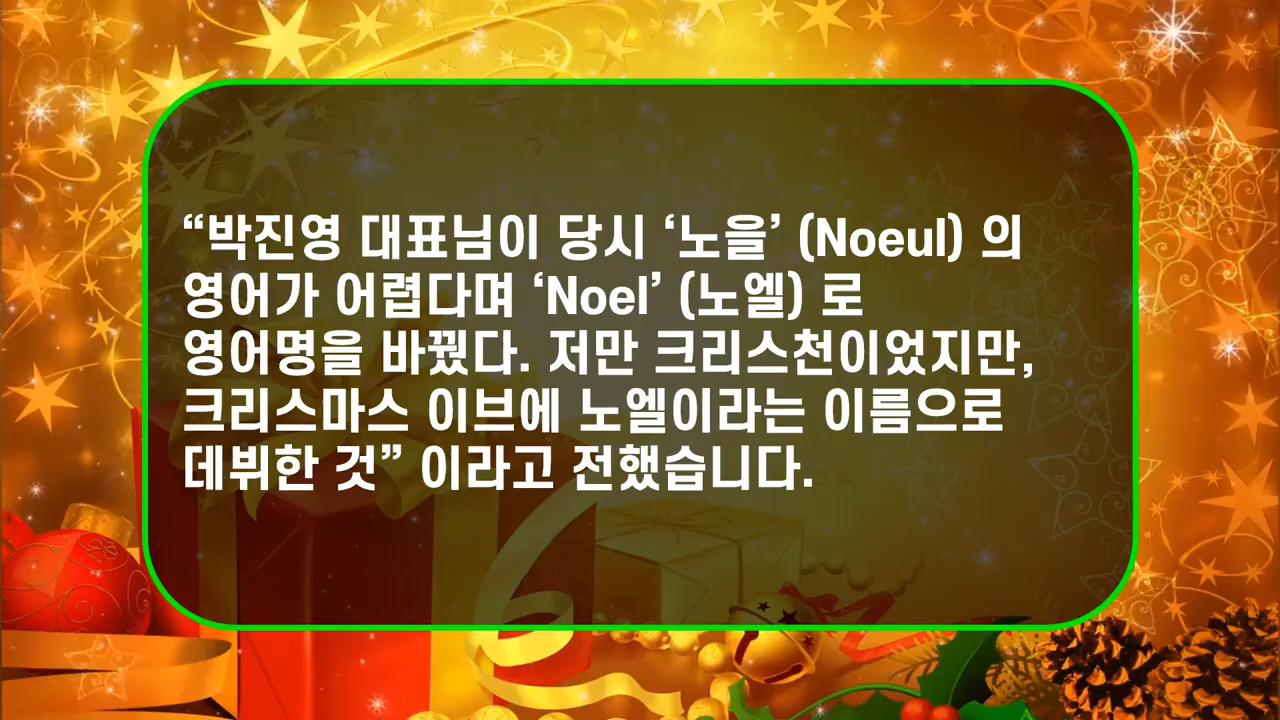 “박진영 대표님이 당시 ‘노을’ (Noeul) 의
영어가 어렵다며 ‘Noel’ (노엘) 로
영어명을 바꿨다. 저만 크리스천이었지만,
크리스마스 이브에 노엘이라는 이름으로
데뷔한 것” 이라고 전했습니다.